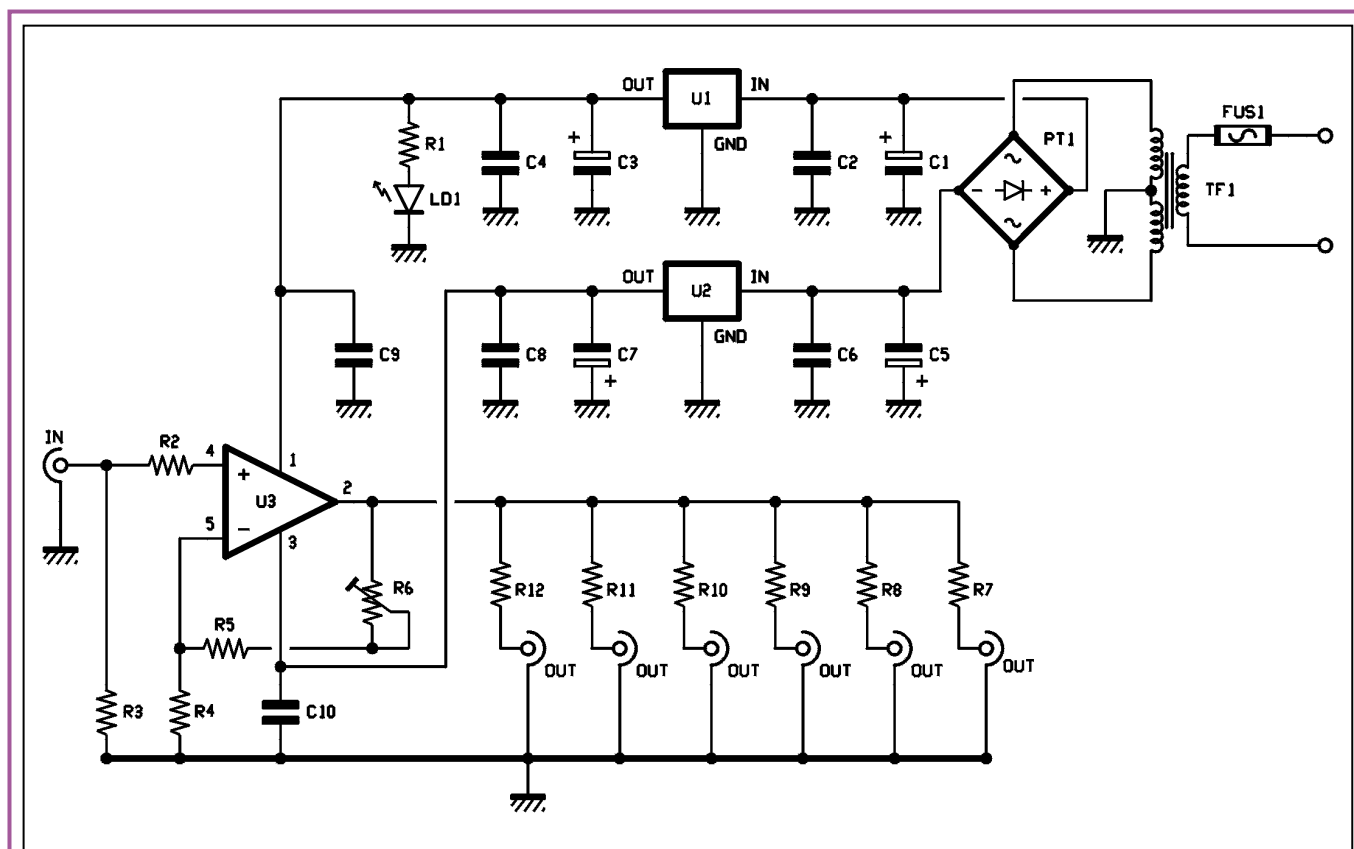 OUT U1 IN GND
R1 C4 + C3 C2 + C1
LD1
PT1 FUS1
~ - + ~
TF1
OUT U2 IN GND
C9 C8 C7 + C6 C5 +
IN R2 4 + 1
U3 2
5 - 3
R6 R12 R11 R10 R9 R8 R7
R5
OUT OUT OUT OUT OUT OUT
R3 R4 C10